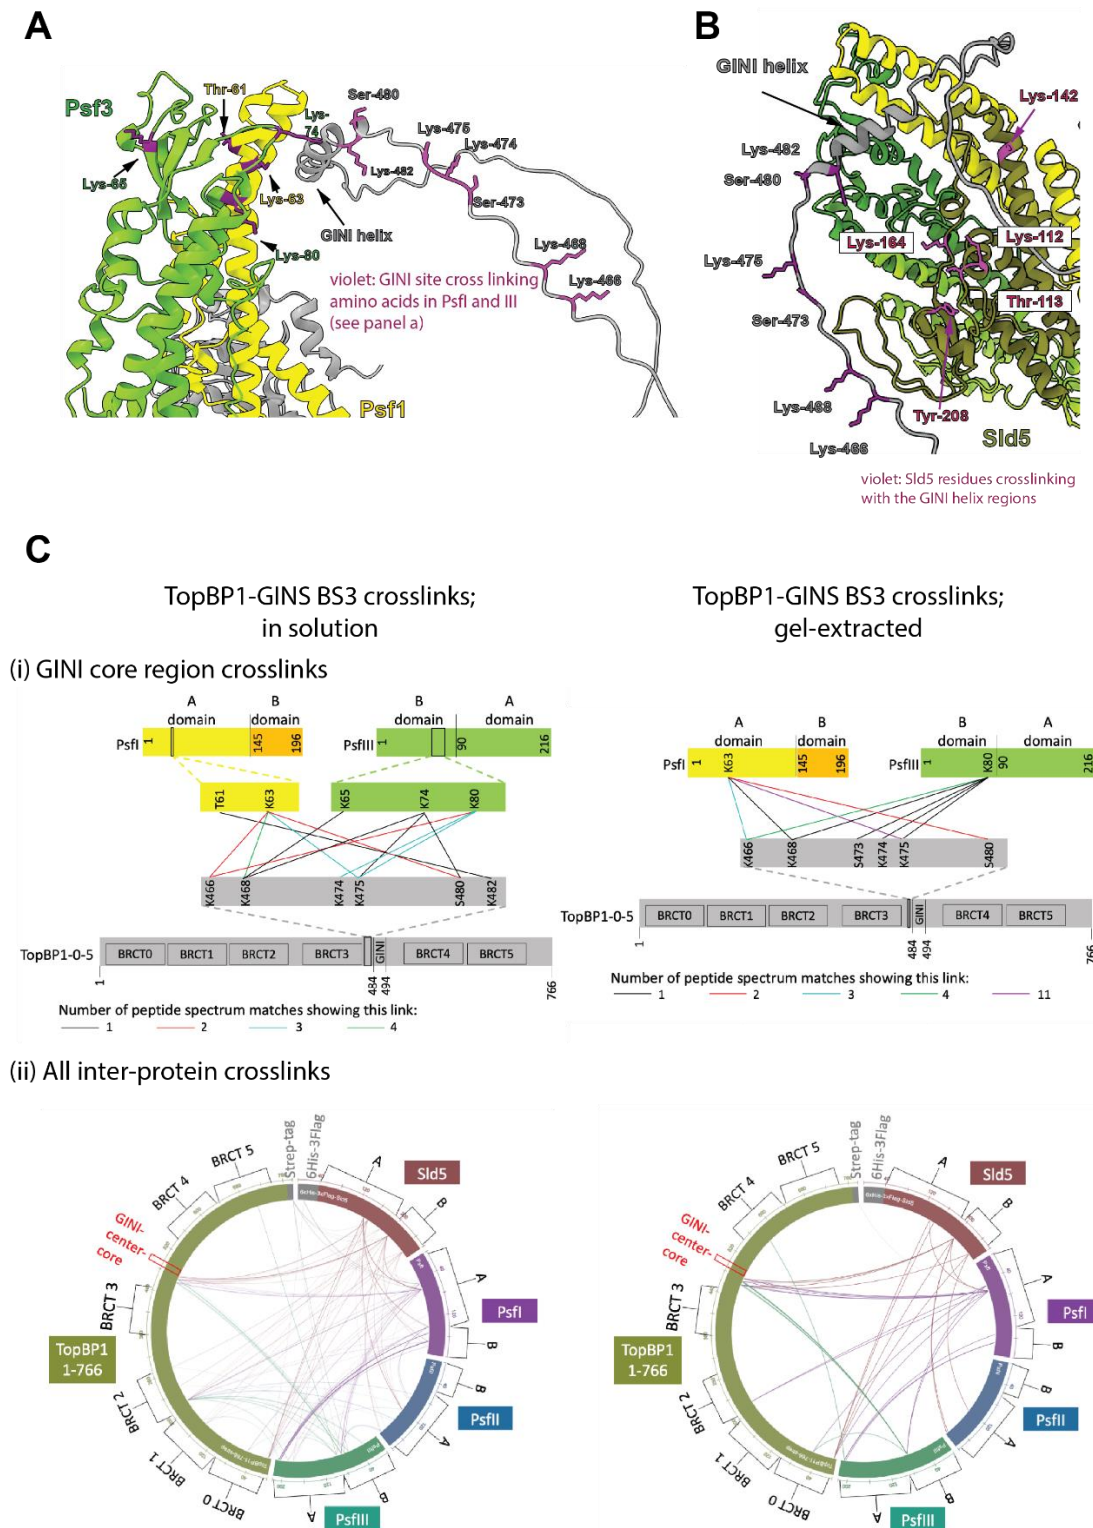 A
Psf3
Thr-61
Lys-74
Ser-480
Lys-475
Lys-474
Lys-65
Lys-63
Lys-482
Ser-473
GINI helix
Lys-80
Lys-468
Lys-466
violet: GINI site cross linking
amino acids in PsfI and III
(see panel a)
Psf1
B
GINI helix
Lys-142
Lys-482
Ser-480
Lys-164
Lys-112
Lys-475
Thr-113
Ser-473
Lys-468
Tyr-208
Lys-466
Sld5
violet: Sld5 residues crosslinking
with the GINI helix regions
C
TopBP1-GINS BS3 crosslinks;
in solution
TopBP1-GINS BS3 crosslinks;
gel-extracted
(i) GINI core region crosslinks
A
domain
B
domain
B
domain
A
domain
PsfI
1
145
196
PsfIII
1
90
216
T61
K63
K65
K74
K80
K466
K468
K474
K475
S480
K482
TopBP1-0-5
BRCT0
BRCT1
BRCT2
BRCT3
GINI
BRCT4
BRCT5
1
484
494
766
Number of peptide spectrum matches showing this link:
1 2 3 4
A
domain
B
domain
B
domain
A
domain
PsfI
1
K63
145
196
PsfIII
1
K80
90
216
K466
K468
S473
K474
K475
S480
TopBP1-0-5
BRCT0
BRCT1
BRCT2
BRCT3
GINI
BRCT4
BRCT5
1
484
494
766
Number of peptide spectrum matches showing this link:
1 2 3 4 11
(ii) All inter-protein crosslinks
Strep-tag
6His-3Flag
BRCT 5
A
Sld5
BRCT 4
B
GINI-
center-
core
A
BRCT 3
PsfI
B
TopBP1
1-766
B
BRCT 2
PsfII
A
BRCT 1
BRCT 0
B
A
PsfIII
Strep-tag
6His-3Flag
BRCT 5
A
Sld5
BRCT 4
B
GINI-
center-
core
A
BRCT 3
PsfI
B
TopBP1
1-766
B
BRCT 2
PsfII
A
BRCT 1
BRCT 0
B
A
PsfIII